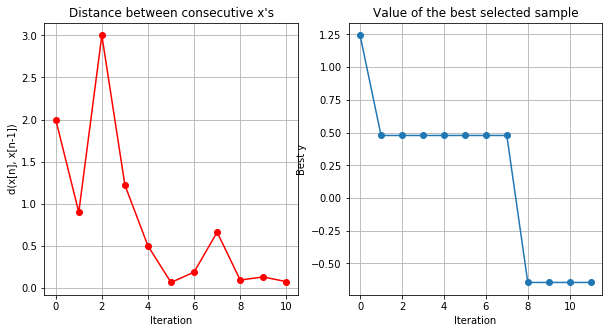 Distance between consecutive x's
d(x[n], x[n-1])
3.0
2.5
2.0
1.5
1.0
0.5
0.0
0 2 4 6 8 10
Iteration
Value of the best selected sample
Best y
1.25
1.00
0.75
0.50
0.25
0.00
−0.25
−0.50
0 2 4 6 8 10
Iteration